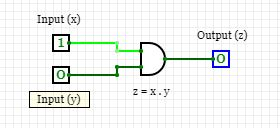 Input (x)
Output (z)
1
0
0
Input (y)
z = x . y